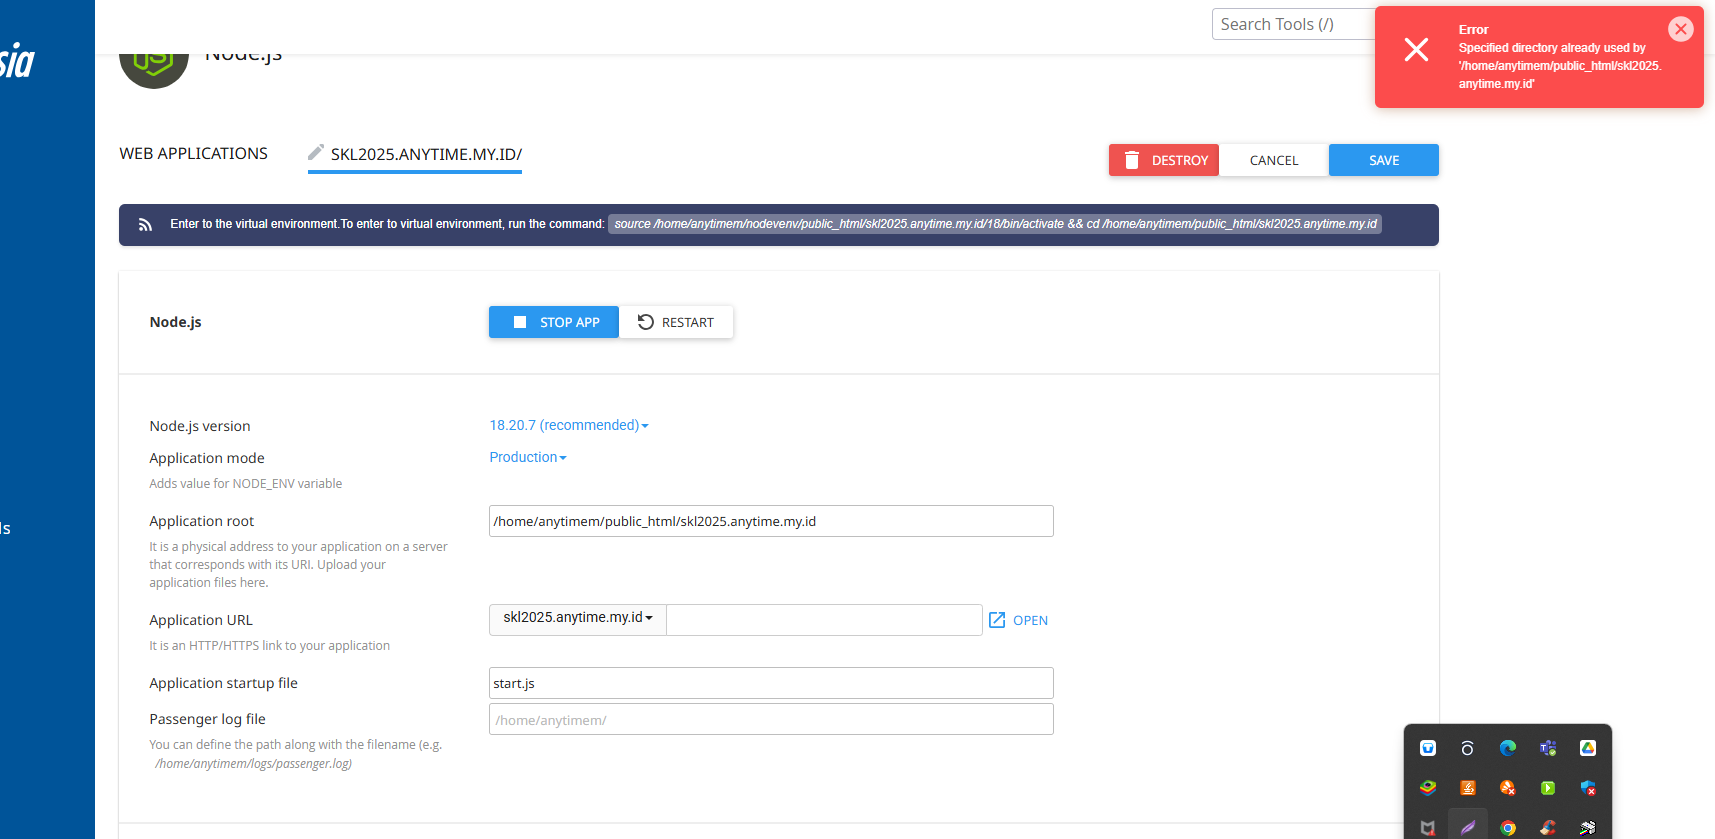 sia
Search Tools (/)
Error
Specified directory already used by
'/home/anytimem/public_html/skl2025.
anytime.my.id'
Node.js
WEB APPLICATIONS
SKL2025.ANYTIME.MY.ID/
DESTROY
CANCEL
SAVE
Enter to the virtual environment.To enter to virtual environment, run the command: source /home/anytimem/nodevenv/public_html/skl2025.anytime.my.id/18/bin/activate && cd /home/anytimem/public_html/skl2025.anytime.my.id
Node.js
STOP APP
RESTART
Node.js version
18.20.7 (recommended)
Application mode
Production
Adds value for NODE_ENV variable
ls
Application root
/home/anytimem/public_html/skl2025.anytime.my.id
It is a physical address to your application on a server
that corresponds with its URI. Upload your
application files here.
Application URL
skl2025.anytime.my.id
OPEN
It is an HTTP/HTTPS link to your application
Application startup file
start.js
Passenger log file
/home/anytimem/
You can define the path along with the filename (e.g.
/home/anytimem/logs/passenger.log)